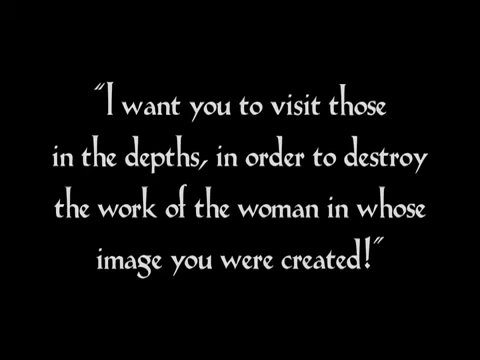 "I want you to visit those
in the depths, in order to destroy
the work of the woman in whose
image you were created!"